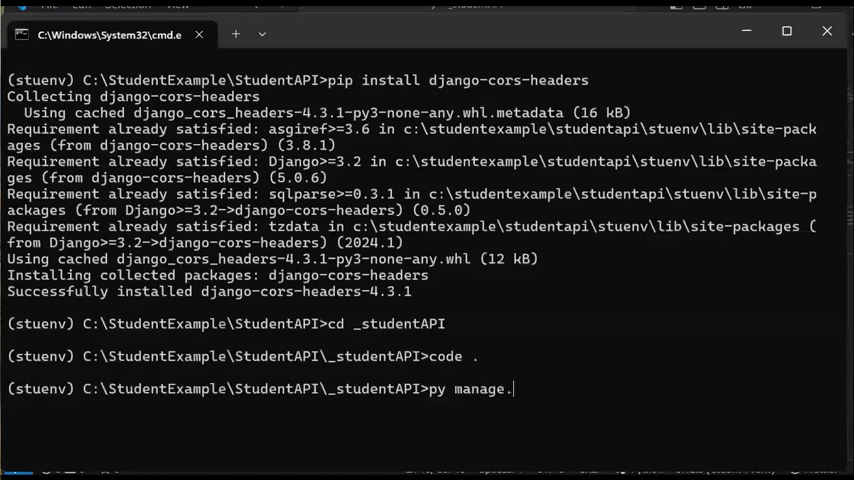 C:\Windows\System32\cmd.e
(stuenv) C:\StudentExample\StudentAPI>pip install django-cors-headers
Collecting django-cors-headers
Using cached django_cors_headers-4.3.1-py3-none-any.whl.metadata (16 kB)
Requirement already satisfied: asgiref>=3.6 in c:\studentexample\studentapi\stuenv\lib\site-pack
ages (from django-cors-headers) (3.8.1)
Requirement already satisfied: Django>=3.2 in c:\studentexample\studentapi\stuenv\lib\site-packa
ges (from django-cors-headers) (5.0.6)
Requirement already satisfied: sqlparse>=0.3.1 in c:\studentexample\studentapi\stuenv\lib\site-p
ackages (from Django>=3.2->django-cors-headers) (0.5.0)
Requirement already satisfied: tzdata in c:\studentexample\studentapi\stuenv\lib\site-packages (
from Django>=3.2->django-cors-headers) (2024.1)
Using cached django_cors_headers-4.3.1-py3-none-any.whl (12 kB)
Installing collected packages: django-cors-headers
Successfully installed django-cors-headers-4.3.1
(stuenv) C:\StudentExample\StudentAPI>cd _studentAPI
(stuenv) C:\StudentExample\StudentAPI\_studentAPI>code .
(stuenv) C:\StudentExample\StudentAPI\_studentAPI>py manage.